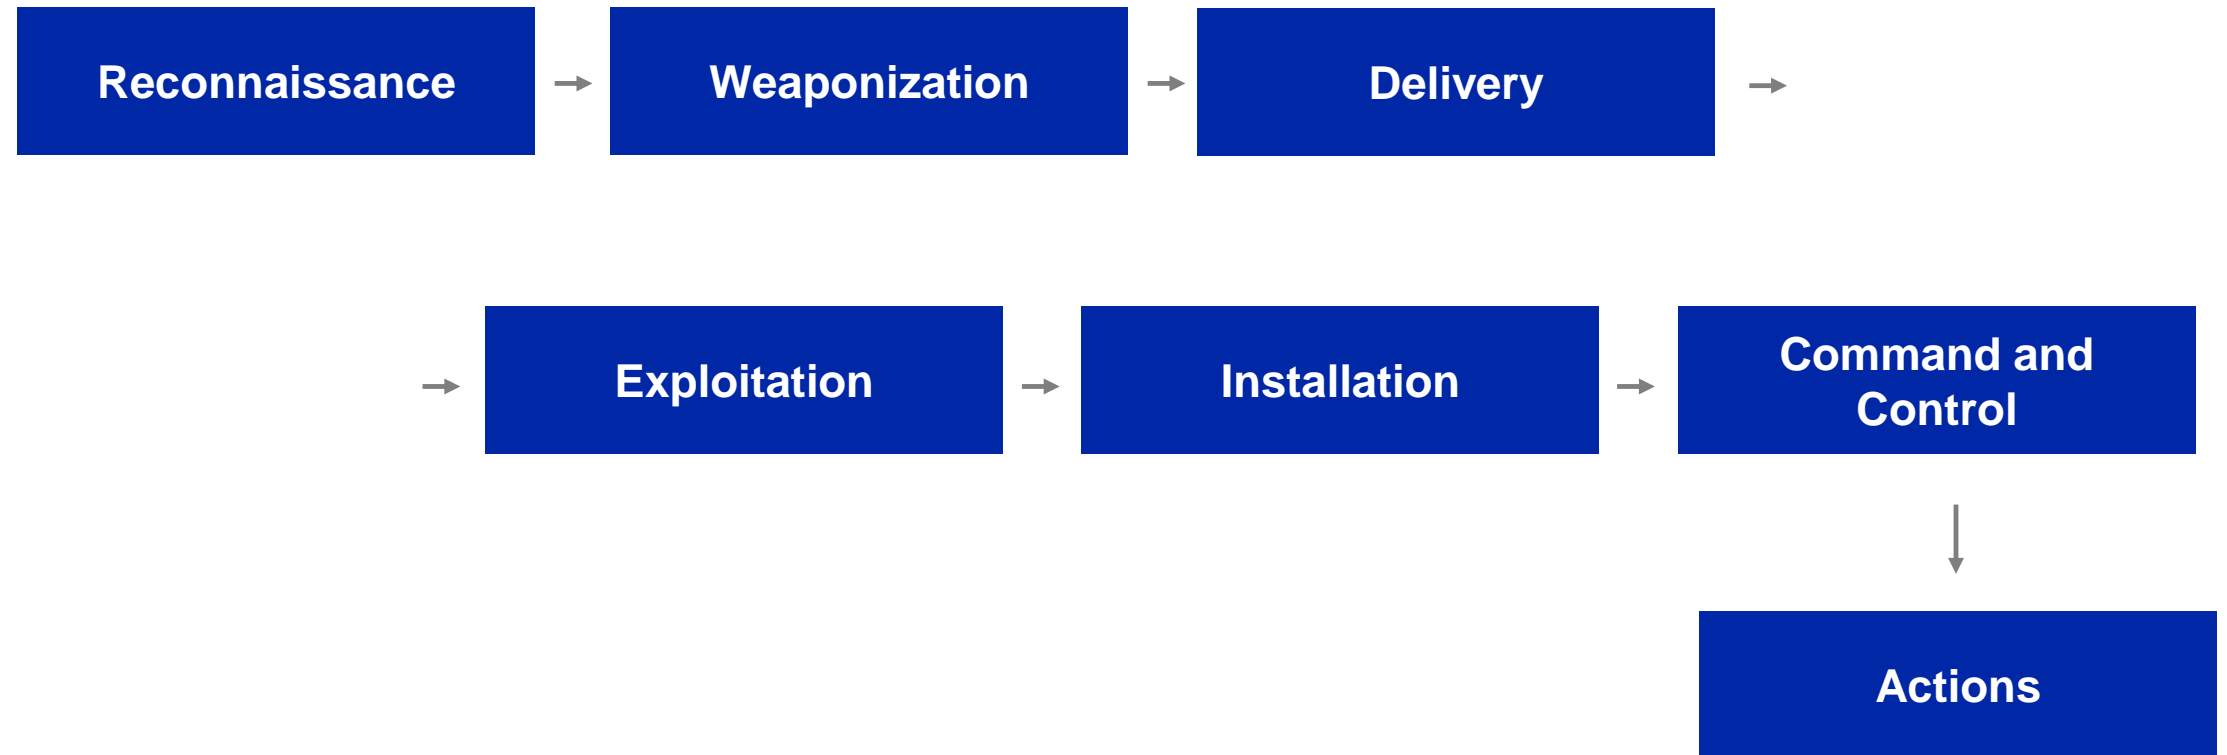 Reconnaissance
Weaponization
Delivery
Exploitation
Installation
Command and
Control
Actions